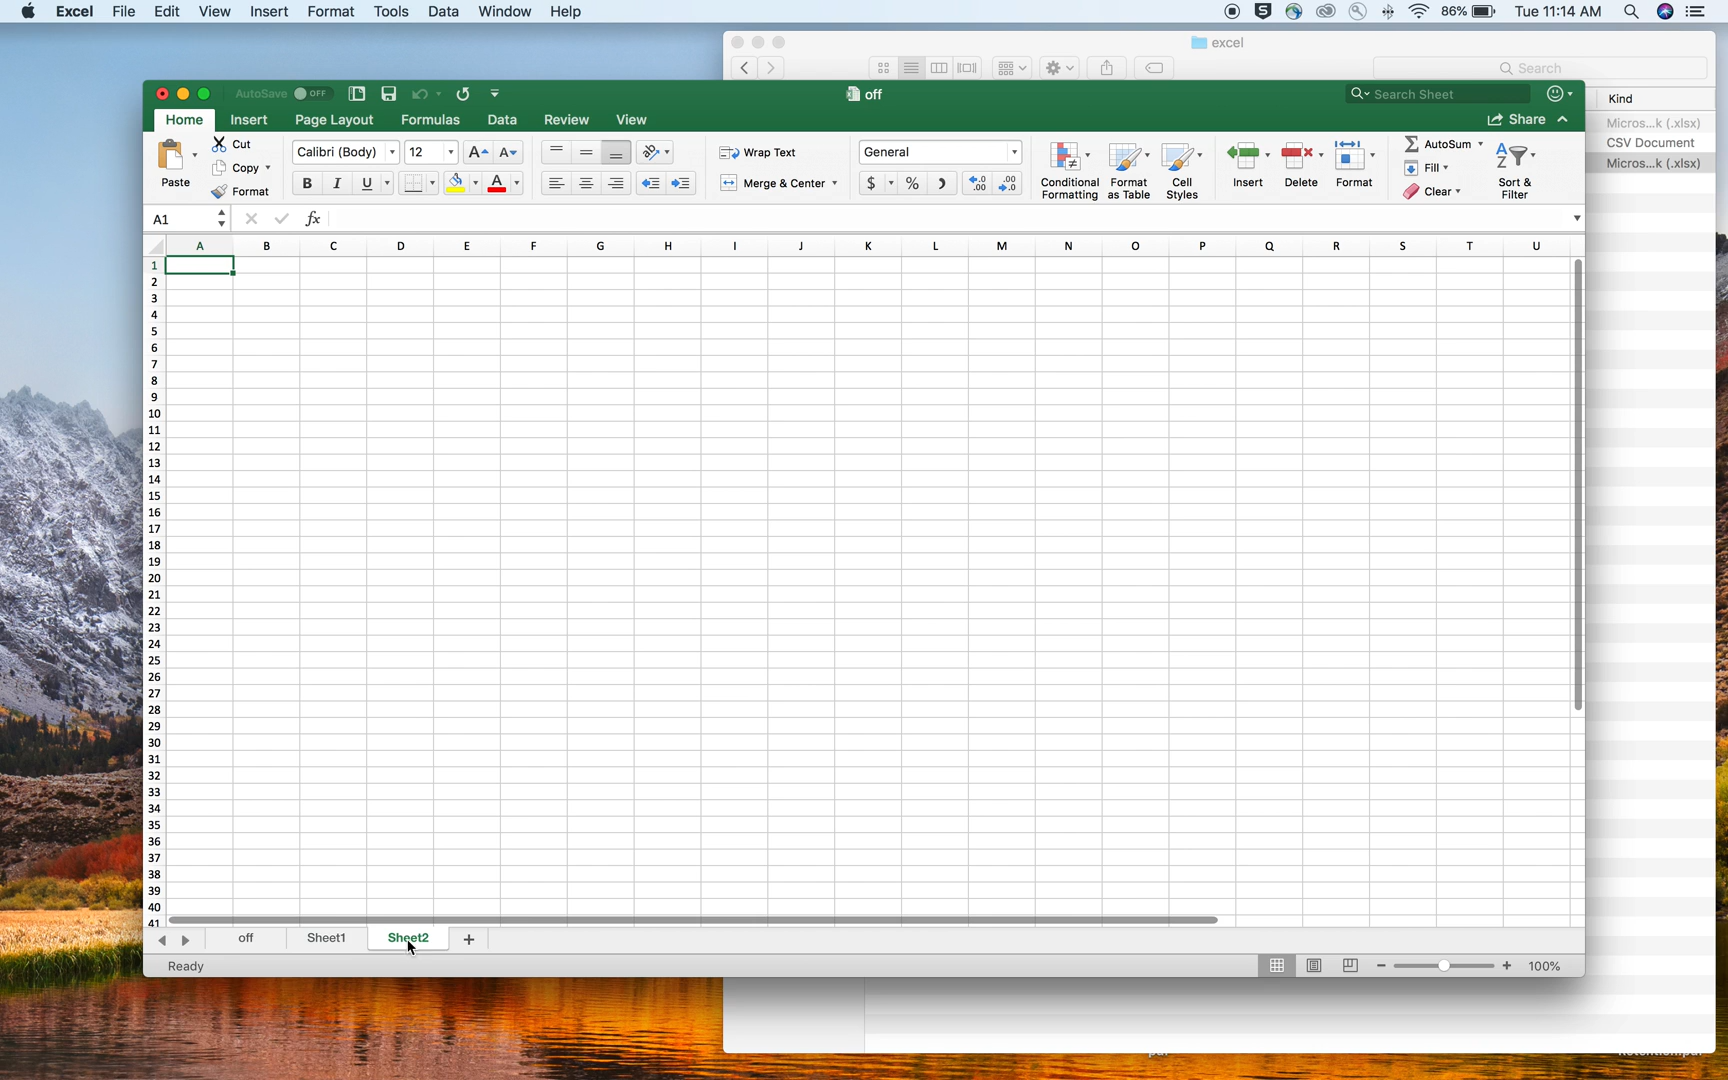 Excel File Edit View Insert Format Tools Data Window Help 86% Tue 11:14 AM
excel
Search
AutoSave OFF off Search Sheet
Kind
Home Insert Page Layout Formulas Data Review View Share
Micros...k (.xlsx)
CSV Document
Micros...k (.xlsx)
Paste Cut Copy Format
Calibri (Body) 12 A A
B I U A
ab
Wrap Text
Merge & Center
General
$ % .00 .0 .00
Conditional Formatting
Format as Table
Cell Styles
Insert Delete Format
AutoSum
Fill
Clear
A Z
Sort & Filter
A1 fx
A B C D E F G H I J K L M N O P Q R S T U
1
2
3
4
5
6
7
8
9
10
11
12
13
14
15
16
17
18
19
20
21
22
23
24
25
26
27
28
29
30
31
32
33
34
35
36
37
38
39
40
41
off Sheet1 Sheet2 +
Ready 100%